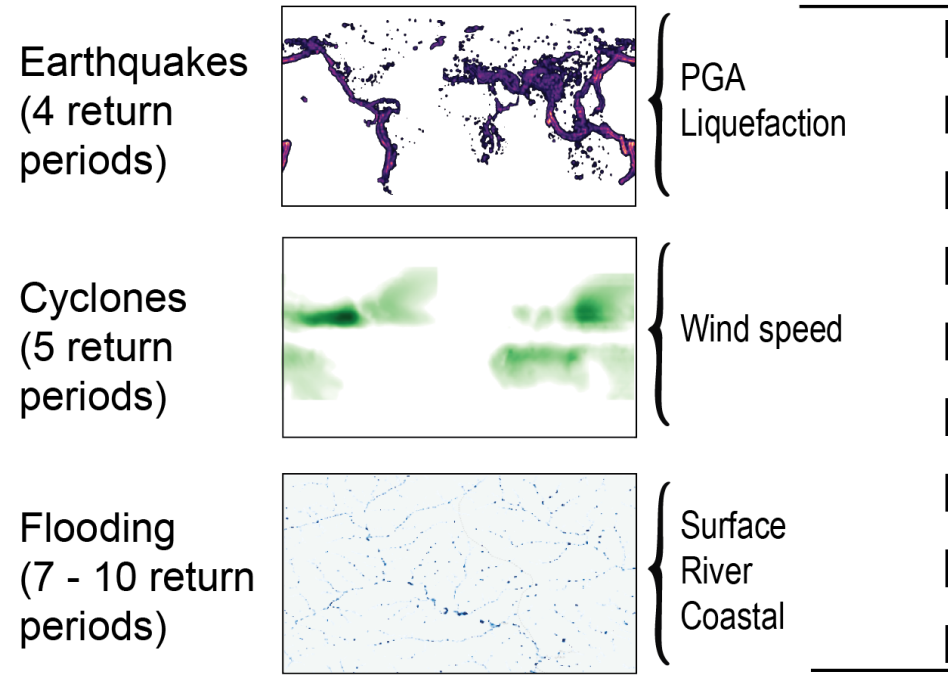 Earthquakes
(4 return
periods)
PGA
Liquefaction
Cyclones
(5 return
periods)
Wind speed
Flooding
(7 - 10 return
periods)
Surface
River
Coastal